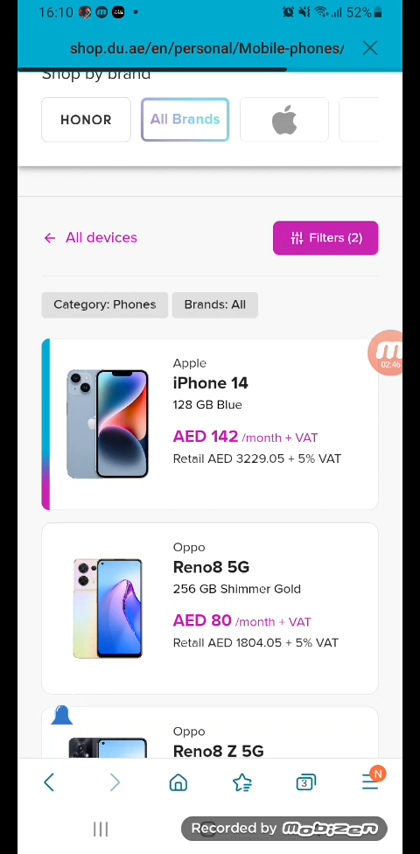 16:10
52%
shop.du.ae/en/personal/Mobile-phones/
Shop by brand
HONOR
All Brands
All devices
Filters (2)
Category: Phones
Brands: All
Apple
iPhone 14
128 GB Blue
AED 142 /month + VAT
Retail AED 3229.05 + 5% VAT
02:46
Oppo
Reno8 5G
256 GB Shimmer Gold
AED 80 /month + VAT
Retail AED 1804.05 + 5% VAT
Oppo
Reno8 Z 5G
3
N
Recorded by mobizen